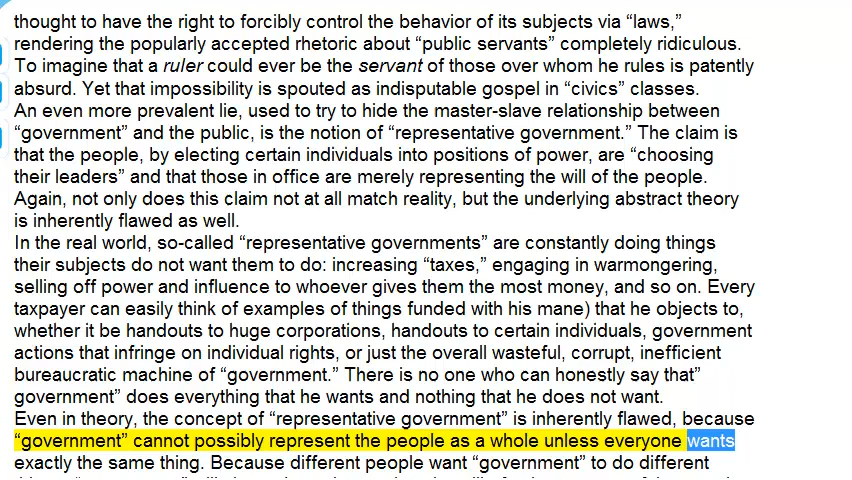 thought to have the right to forcibly control the behavior of its subjects via “laws,”
rendering the popularly accepted rhetoric about “public servants” completely ridiculous.
To imagine that a ruler could ever be the servant of those over whom he rules is patently
absurd. Yet that impossibility is spouted as indisputable gospel in “civics” classes.
An even more prevalent lie, used to try to hide the master-slave relationship between
“government” and the public, is the notion of “representative government.” The claim is
that the people, by electing certain individuals into positions of power, are “choosing
their leaders” and that those in office are merely representing the will of the people.
Again, not only does this claim not at all match reality, but the underlying abstract theory
is inherently flawed as well.
In the real world, so-called “representative governments” are constantly doing things
their subjects do not want them to do: increasing “taxes,” engaging in warmongering,
selling off power and influence to whoever gives them the most money, and so on. Every
taxpayer can easily think of examples of things funded with his mane) that he objects to,
whether it be handouts to huge corporations, handouts to certain individuals, government
actions that infringe on individual rights, or just the overall wasteful, corrupt, inefficient
bureaucratic machine of “government.” There is no one who can honestly say that”
government” does everything that he wants and nothing that he does not want.
Even in theory, the concept of “representative government” is inherently flawed, because
“government” cannot possibly represent the people as a whole unless everyone wants
exactly the same thing. Because different people want “government” to do different